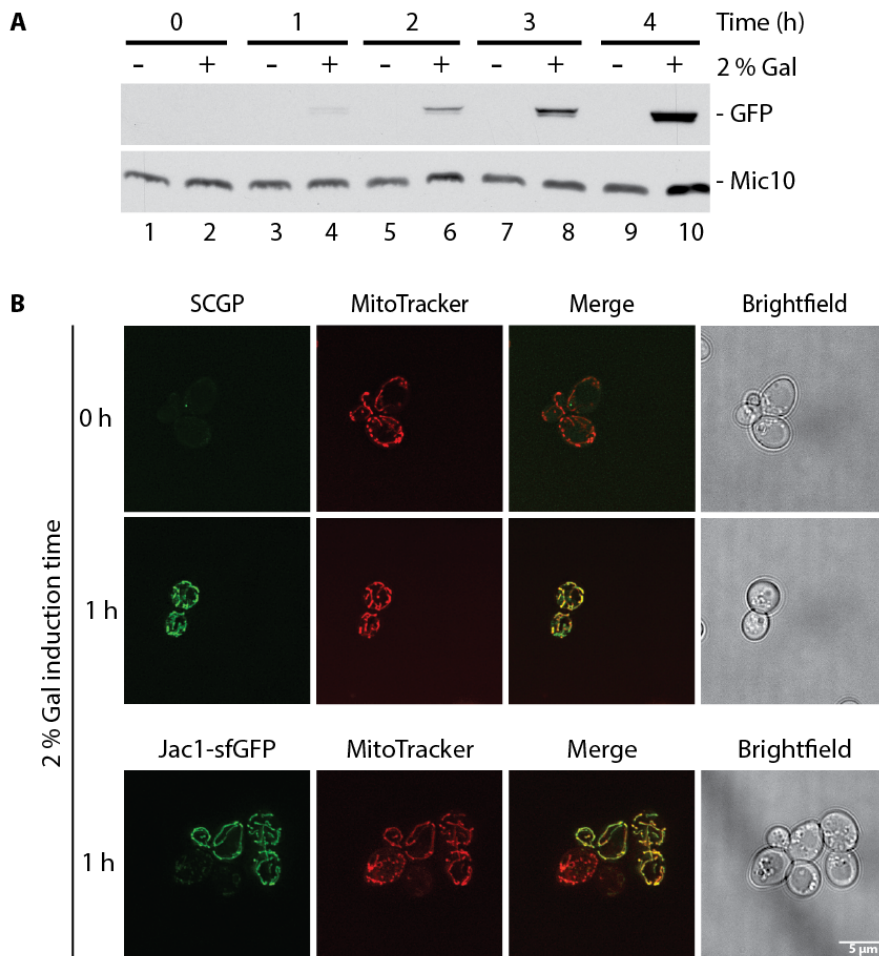 A
0 1 2 3 4 Time (h)
- + - + - + - + - + 2 % Gal
- GFP
- Mic10
1 2 3 4 5 6 7 8 9 10
B
SCGP MitoTracker Merge Brightfield
0 h
1 h
2 % Gal induction time
Jac1-sfGFP MitoTracker Merge Brightfield
1 h
5 µm